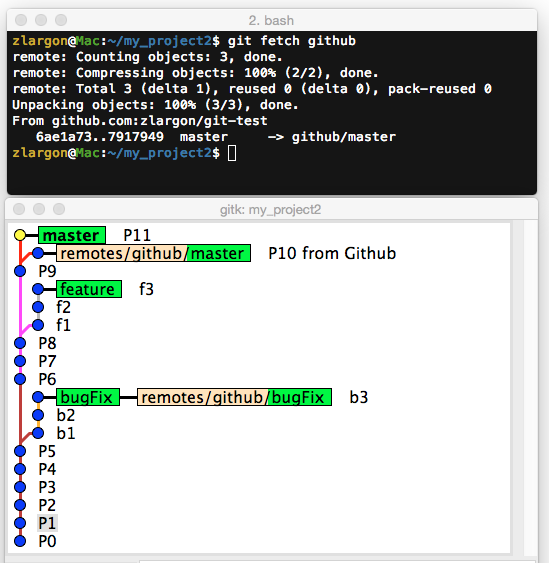 2. bash
zlargon@Mac:~/my_project2$ git fetch github
remote: Counting objects: 3, done.
remote: Compressing objects: 100% (2/2), done.
remote: Total 3 (delta 1), reused 0 (delta 0), pack-reused 0
Unpacking objects: 100% (3/3), done.
From github.com:zlargon/git-test
6ae1a73..7917949 master -> github/master
zlargon@Mac:~/my_project2$
gitk: my_project2
master P11
remotes/github/master P10 from Github
P9
feature f3
f2
f1
P8
P7
P6
bugFix remotes/github/bugFix b3
b2
b1
P5
P4
P3
P2
P1
P0